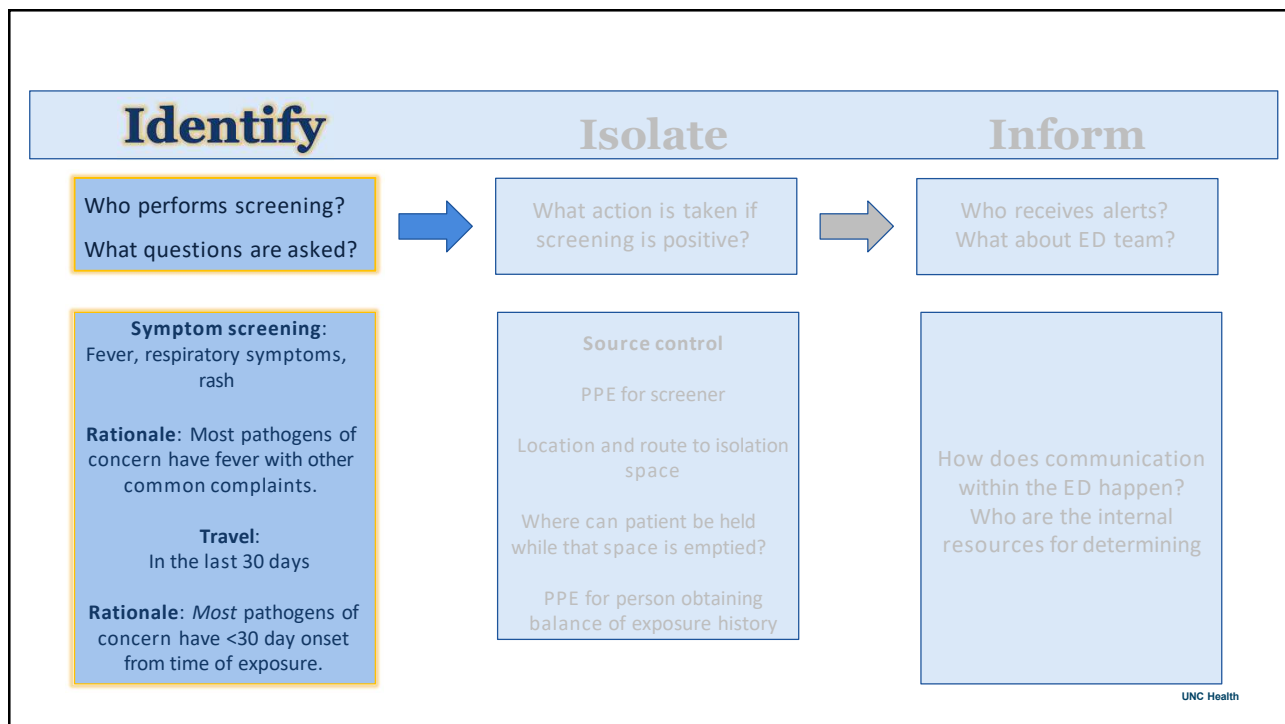 Identify
Isolate
Inform
Who performs screening?
What questions are asked?
What action is taken if
screening is positive?
Who receives alerts?
What about ED team?
Symptom screening:
Fever, respiratory symptoms,
rash
Rationale: Most pathogens of
concern have fever with other
common complaints.
Travel:
In the last 30 days
Rationale: Most pathogens of
concern have <30 day onset
from time of exposure.
Source control
PPE for screener
Location and route to isolation
space
Where can patient be held
while that space is emptied?
PPE for person obtaining
balance of exposure history
How does communication
within the ED happen?
Who are the internal
resources for determining
UNC Health